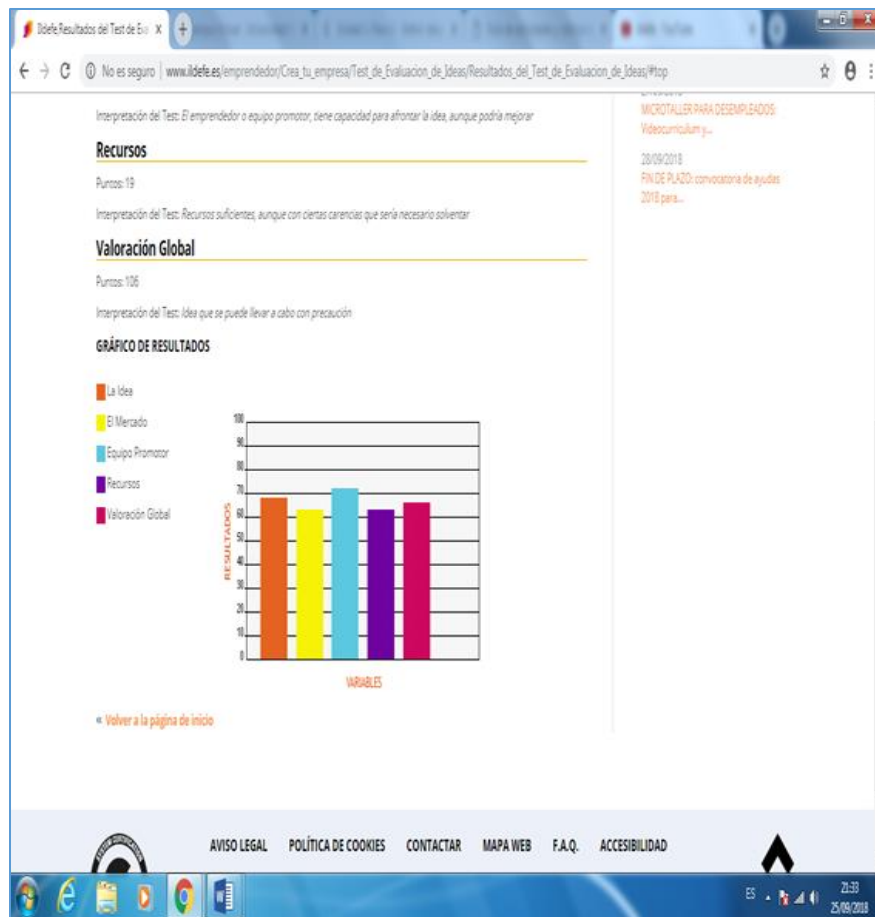 Ildefe,Resultados del Test de Eva
No es seguro | www.ildefe.es/emprendedor/Crea_tu_empresa/Test_de_Evaluacion_de_Ideas/Resultados_del_Test_de_Evaluacion_de_Ideas/#top
Interpretación del Test: El emprendedor o equipo promotor, tiene capacidad para afrontar la idea, aunque podría mejorar
Recursos
Puntos: 19
Interpretación del Test: Recursos suficientes, aunque con ciertas carencias que sería necesario solventar
Valoración Global
Puntos: 106
Interpretación del Test: Idea que se puede llevar a cabo con precaución
GRÁFICO DE RESULTADOS
La Idea
El Mercado
Equipo Promotor
Recursos
Valoración Global
100
90
80
70
60
50
40
30
20
10
0
RESULTADOS
VARIABLES
« Volver a la página de inicio
MICROTALLER PARA DESEMPLEADOS:
Videocurriculum y...
28/09/2018
FIN DE PLAZO: convocatoria de ayudas
2018 para...
AVISO LEGAL POLÍTICA DE COOKIES CONTACTAR MAPA WEB F.A.Q. ACCESIBILIDAD
ES
21:33
25/09/2018